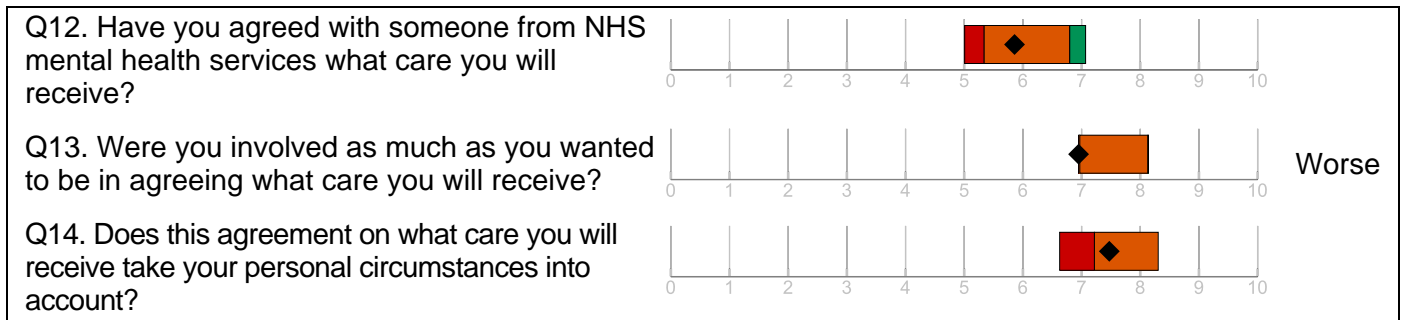 Q12. Have you agreed with someone from NHS
mental health services what care you will
receive?
0 1 2 3 4 5 6 7 8 9 10
Q13. Were you involved as much as you wanted
to be in agreeing what care you will receive?
0 1 2 3 4 5 6 7 8 9 10
Worse
Q14. Does this agreement on what care you will
receive take your personal circumstances into
account?
0 1 2 3 4 5 6 7 8 9 10